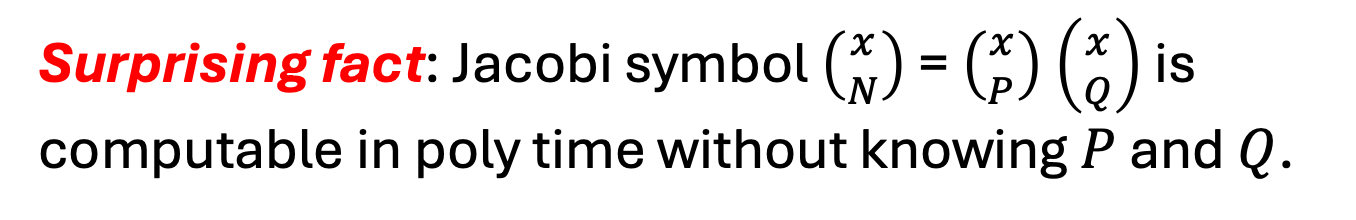 Surprising fact: Jacobi symbol (x N) = (x P) (x Q) is
computable in poly time without knowing P and Q.